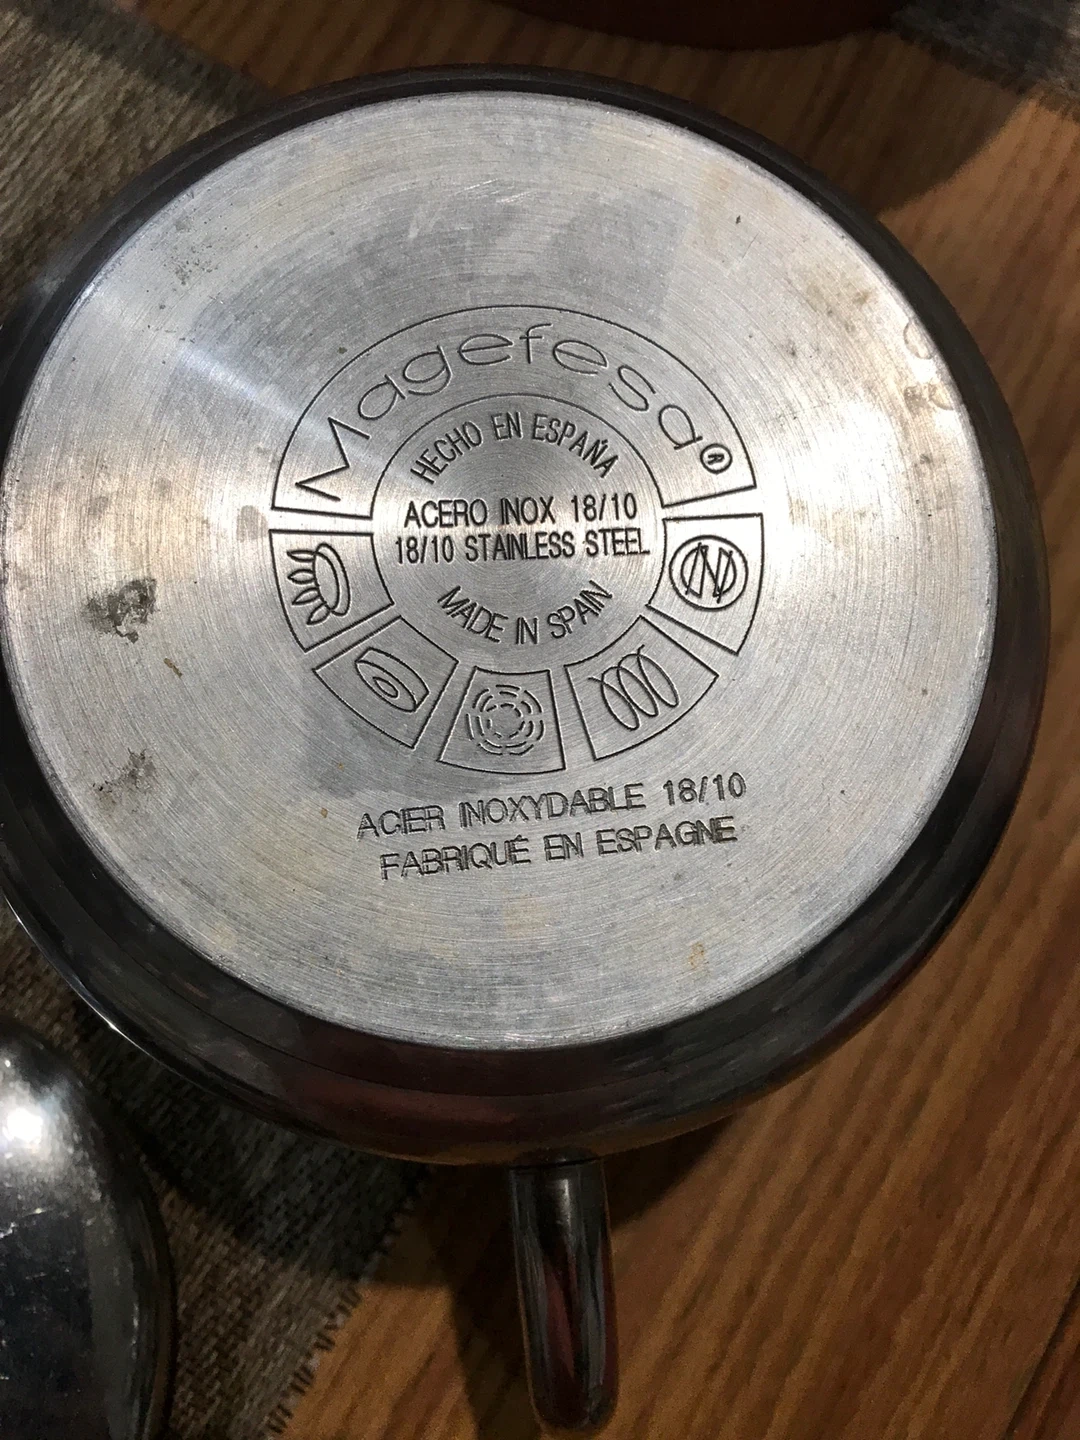 Magefesa®
HECHO EN ESPAÑA
ACERO INOX 18/10
18/10 STAINLESS STEEL
MADE IN SPAIN
ACIER INOXYDABLE 18/10
FABRIQUÉ EN ESPAGNE